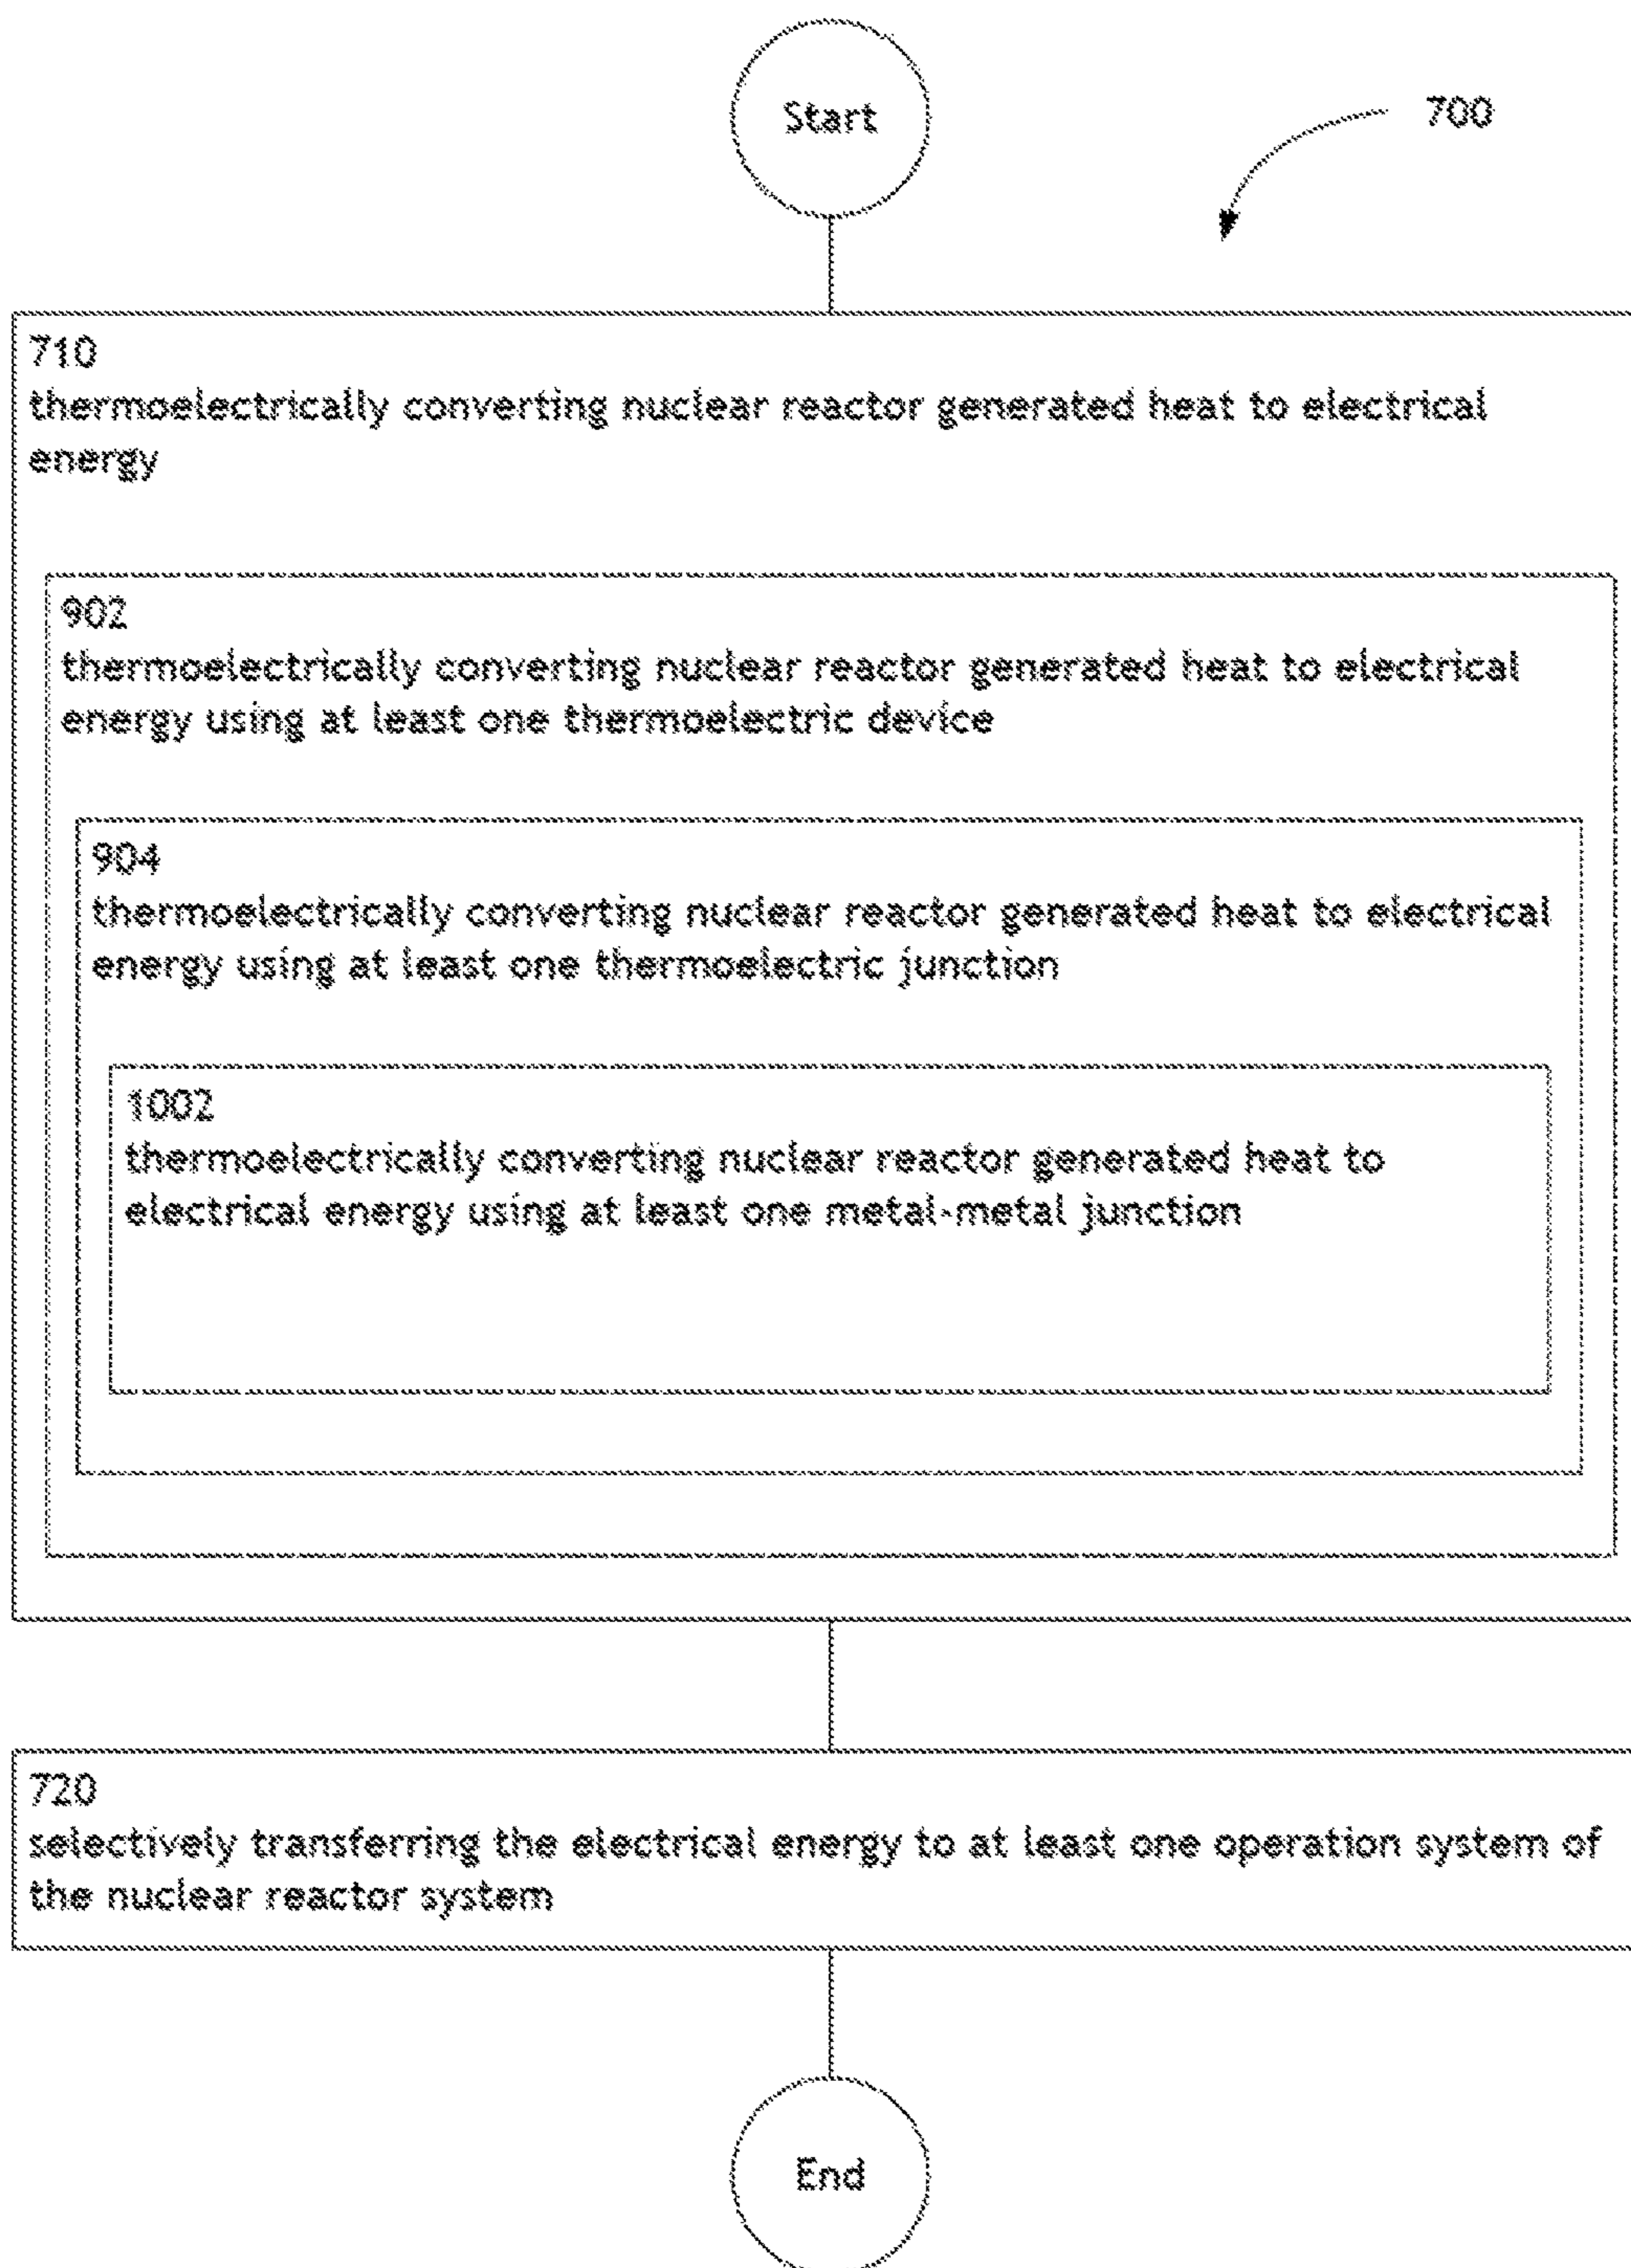 Start
700
710
thermoelectrically converting nuclear reactor generated heat to electrical
energy
902
thermoelectrically converting nuclear reactor generated heat to electrical
energy using at least one thermoelectric device
904
thermoelectrically converting nuclear reactor generated heat to electrical
energy using at least one thermoelectric junction
1002
thermoelectrically converting nuclear reactor generated heat to
electrical energy using at least one metal-metal junction
720
selectively transferring the electrical energy to at least one operation system of
the nuclear reactor system
End